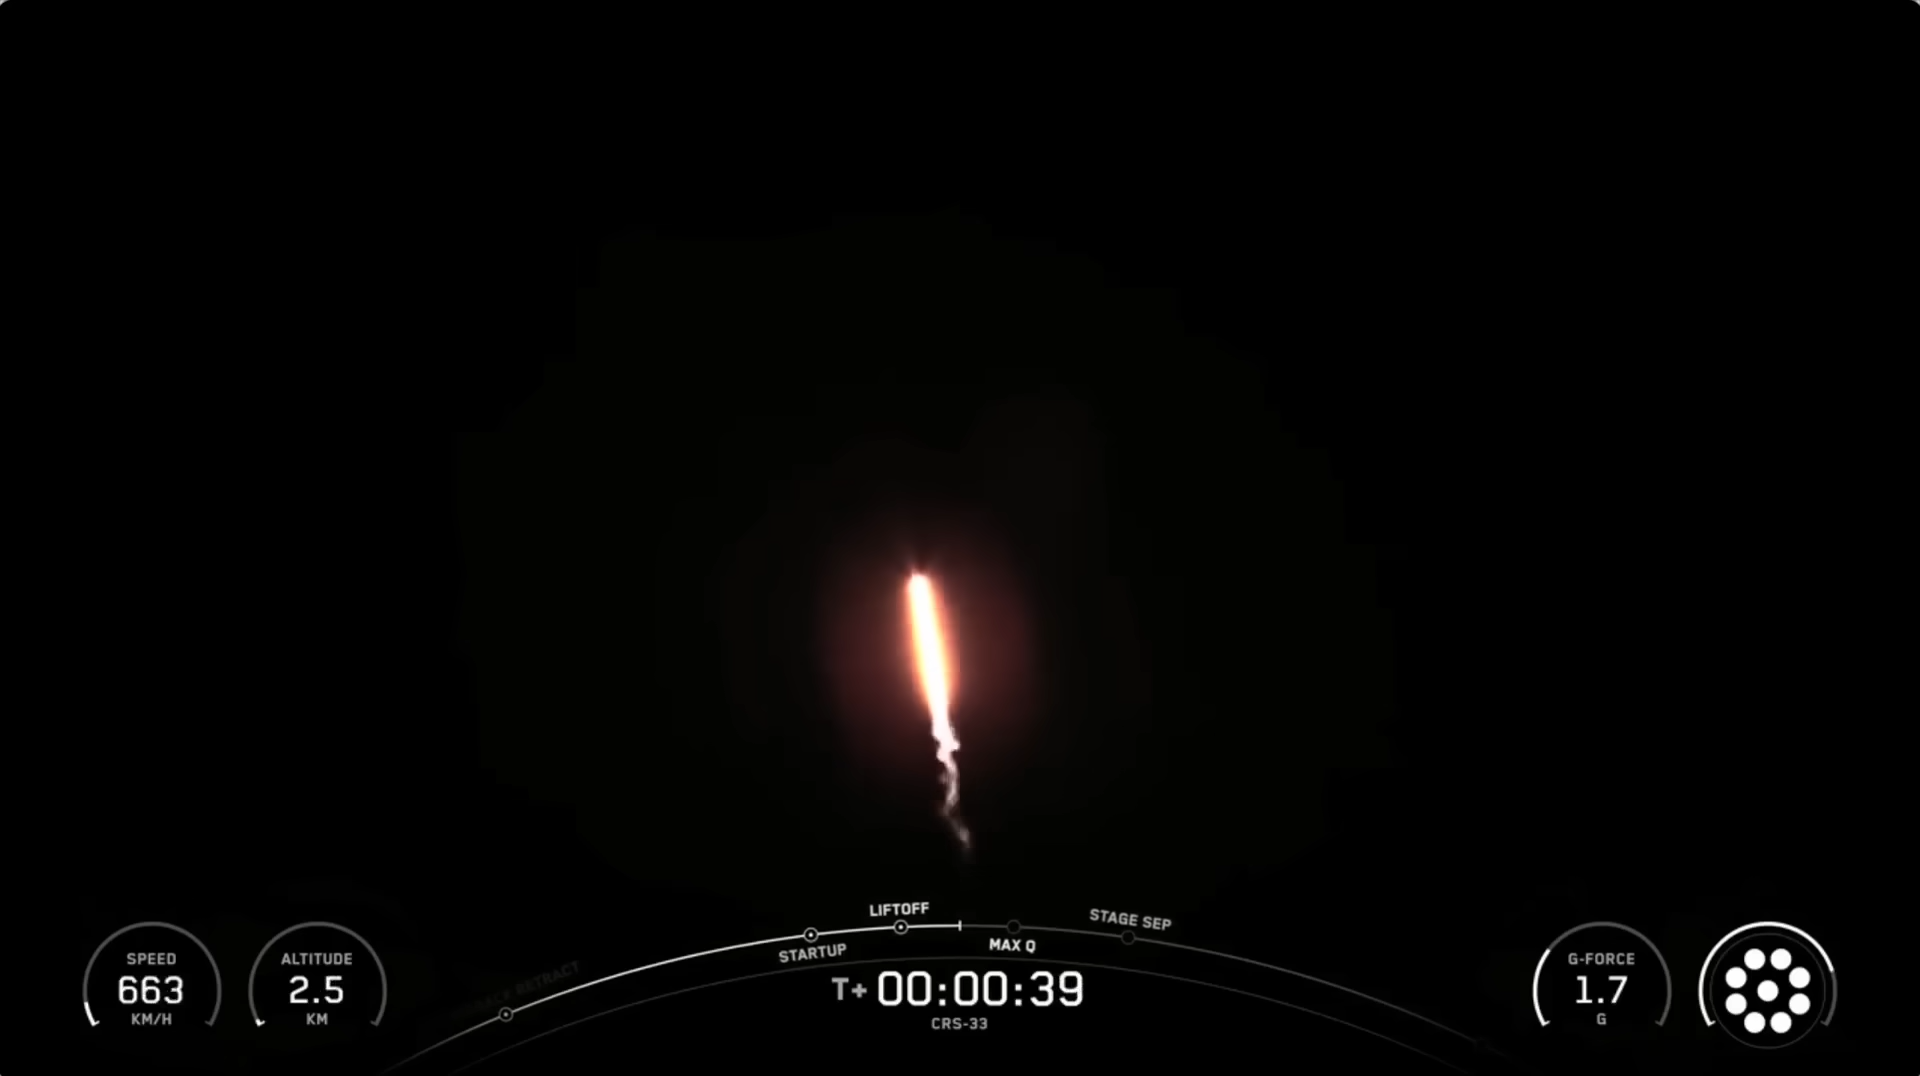 LIFTOFF
STAGE SEP
STARTUP
MAX Q
RETRACT
SPEED
663
KM/H
ALTITUDE
2.5
KM
T+ 00:00:39
CRS-33
G-FORCE
1.7
G